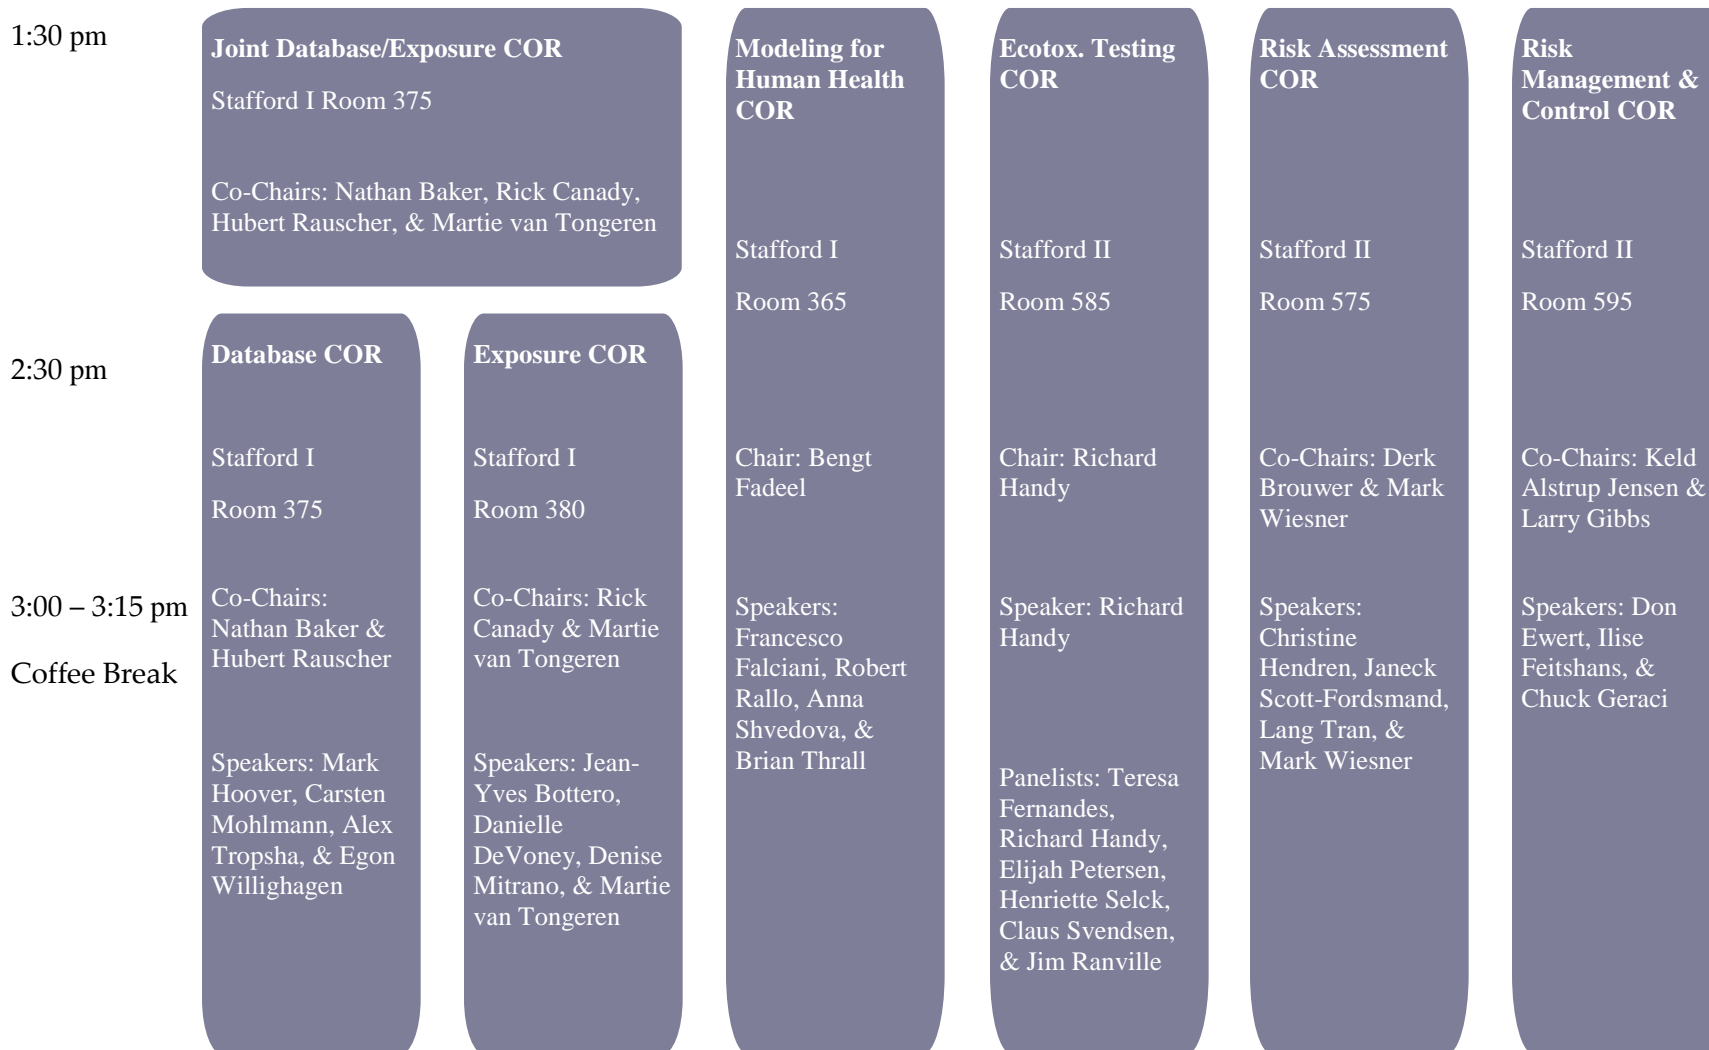 1:30 pm
Joint Database/Exposure COR
Stafford I Room 375
Co-Chairs: Nathan Baker, Rick Canady,
Hubert Rauscher, & Martie van Tongeren
2:30 pm
Database COR
Stafford I
Room 375
Co-Chairs:
Nathan Baker &
Hubert Rauscher
Speakers: Mark
Hoover, Carsten
Mohlmann, Alex
Tropsha, & Egon
Willighagen
Exposure COR
Stafford I
Room 380
Co-Chairs: Rick
Canady & Martie
van Tongeren
Speakers: Jean-
Yves Bottero,
Danielle
DeVoney, Denise
Mitrano, & Martie
van Tongeren
Modeling for
Human Health
COR
Stafford I
Room 365
Chair: Bengt
Fadeel
Speakers:
Francesco
Falciani, Robert
Rallo, Anna
Shvedova, &
Brian Thrall
Ecotox. Testing
COR
Stafford II
Room 585
Chair: Richard
Handy
Speaker: Richard
Handy
Panelists: Teresa
Fernandes,
Richard Handy,
Elijah Petersen,
Henriette Selck,
Claus Svendsen,
& Jim Ranville
Risk Assessment
COR
Stafford II
Room 575
Co-Chairs: Derk
Brouwer & Mark
Wiesner
Speakers:
Christine
Hendren, Janeck
Scott-Fordsmand,
Lang Tran, &
Mark Wiesner
Risk
Management &
Control COR
Stafford II
Room 595
Co-Chairs: Keld
Alstrup Jensen &
Larry Gibbs
Speakers: Don
Ewert, Ilise
Feitshans, &
Chuck Geraci
3:00 – 3:15 pm
Coffee Break